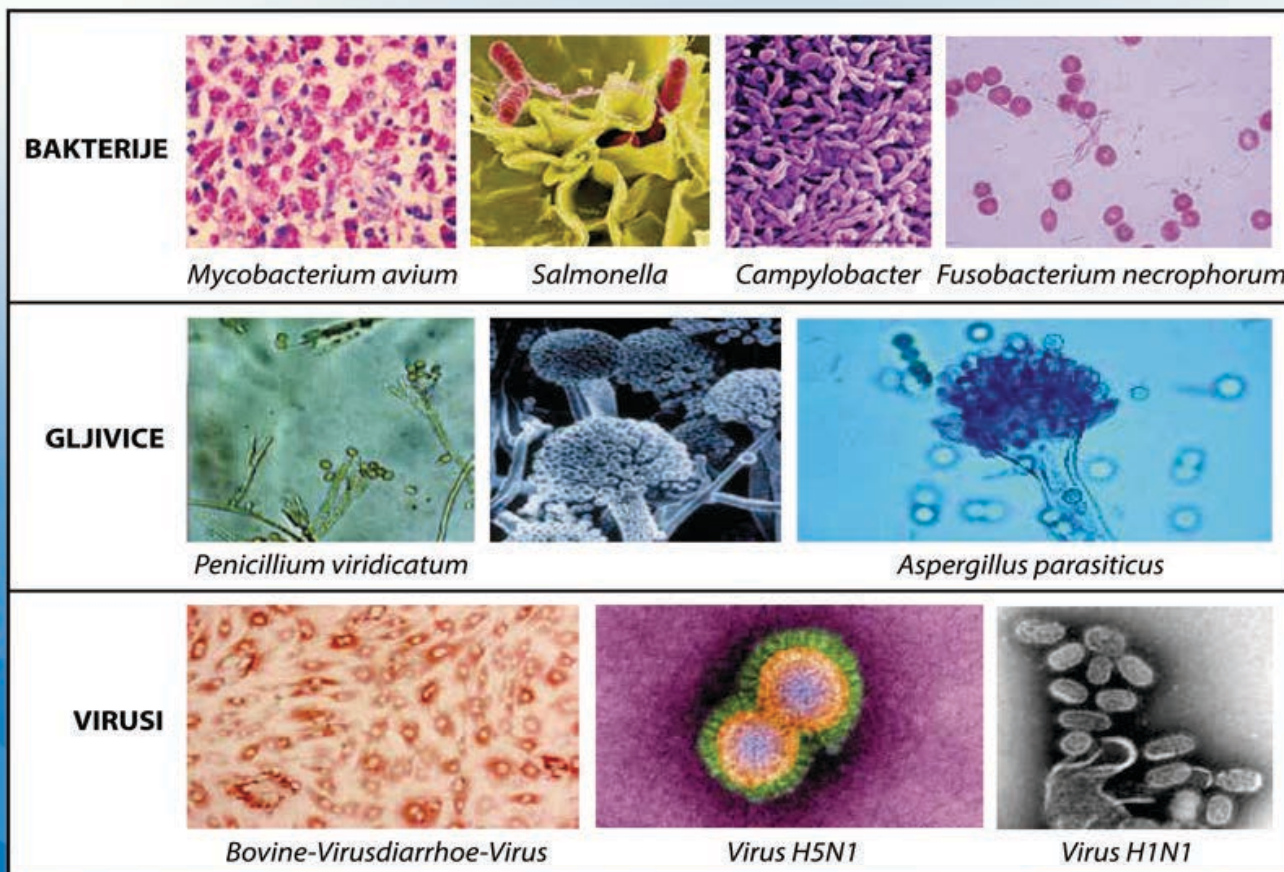 BAKTERIJE
Mycobacterium avium
Salmonella
Campylobacter
Fusobacterium necrophorum
GLJIVICE
Penicillium viridicatum
Aspergillus parasiticus
VIRUSI
Bovine-Virusdiarrhoe-Virus
Virus H5N1
Virus H1N1